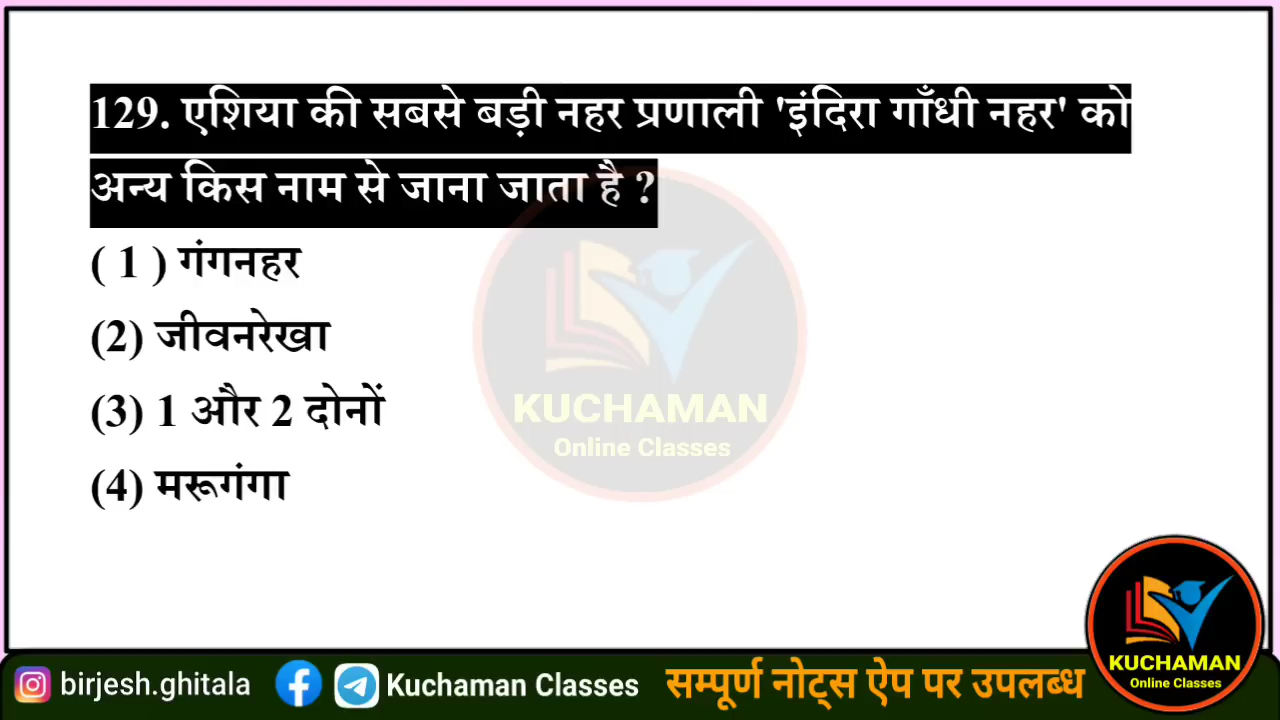 129. एशिया की सबसे बड़ी नहर प्रणाली 'इंदिरा गाँधी नहर' को
अन्य किस नाम से जाना जाता है ?
( 1 ) गंगनहर
(2) जीवनरेखा
(3) 1 और 2 दोनों
(4) मरूगंगा
KUCHAMAN
Online Classes
KUCHAMAN
Online Classes
birjesh.ghitala
Kuchaman Classes
सम्पूर्ण नोट्स ऐप पर उपलब्ध